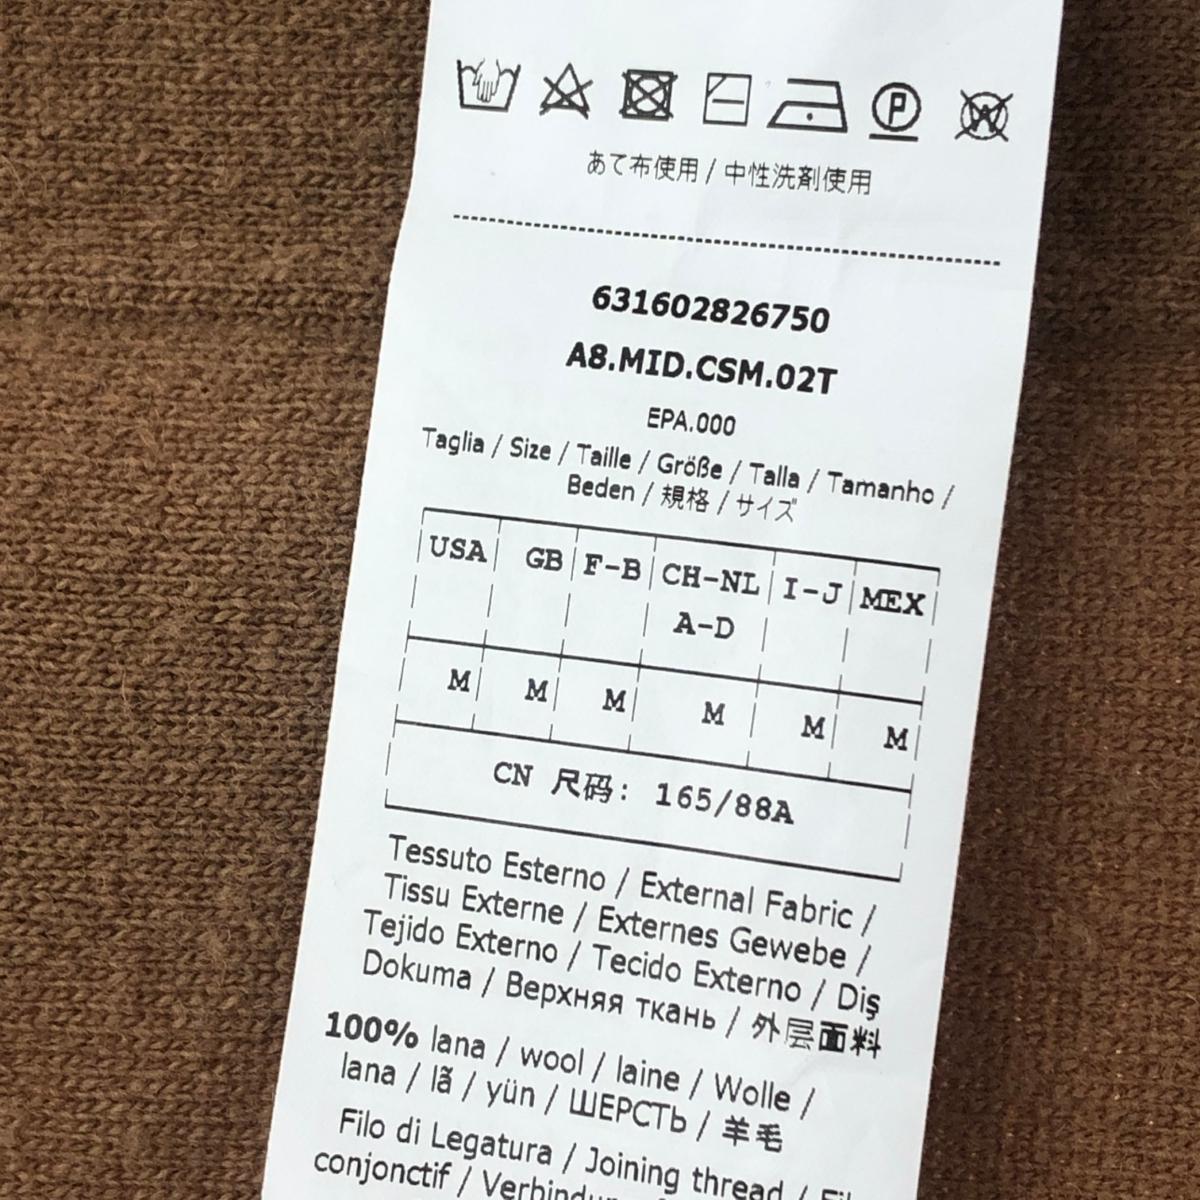 P
W
あて布使用 / 中性洗剤使用
631602826750
A8.MID.CSM.02T
EPA.000
Taglia / Size / Taille / Größe / Talla / Tamanho /
Beden / 規格 / サイズ
USA GB F-B CH-NL I-J MEX
A-D
M M M M M M
CN 尺码: 165/88A
Tessuto Esterno / External Fabric /
Tissu Externe / Externes Gewebe /
Tejido Externo / Tecido Externo / Diş
Dokuma / Верхняя ткань / 外层面料
100% lana / wool / laine / Wolle /
lana / lã / yün / ШЕРСТЬ / 羊毛
Filo di Legatura / Joining thread /
conjonctif /